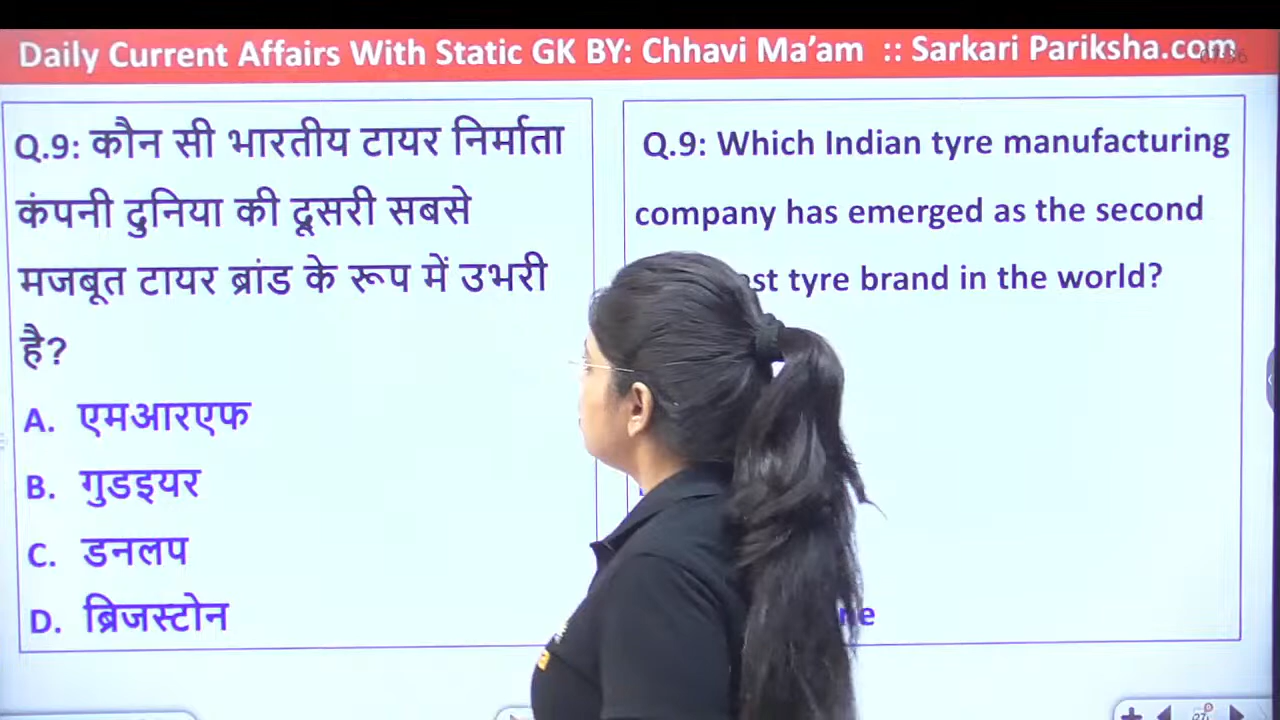 Daily Current Affairs With Static GK BY: Chhavi Ma’am :: Sarkari Pariksha.com
Q.9: कौन सी भारतीय टायर निर्माता
कंपनी दुनिया की दूसरी सबसे
मजबूत टायर ब्रांड के रूप में उभरी
है?
A. एमआरएफ
B. गुडइयर
C. डनलप
D. ब्रिजस्टोन
Q.9: Which Indian tyre manufacturing
company has emerged as the second
est tyre brand in the world?
ne